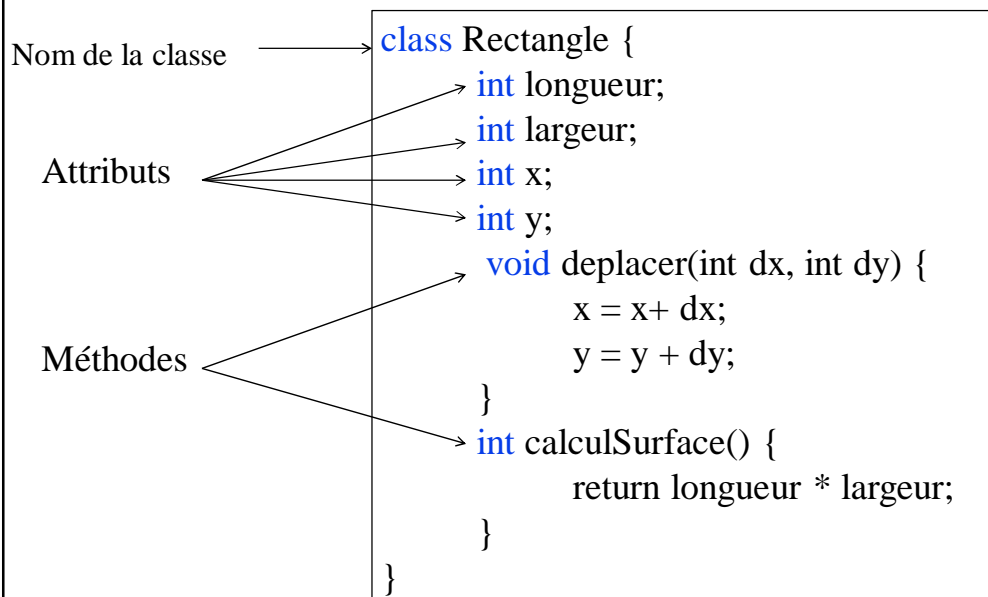 Nom de la classe
class Rectangle {
int longueur;
int largeur;
Attributs
int x;
int y;
void deplacer(int dx, int dy) {
x = x+ dx;
Méthodes
y = y + dy;
}
int calculSurface() {
return longueur * largeur;
}
}